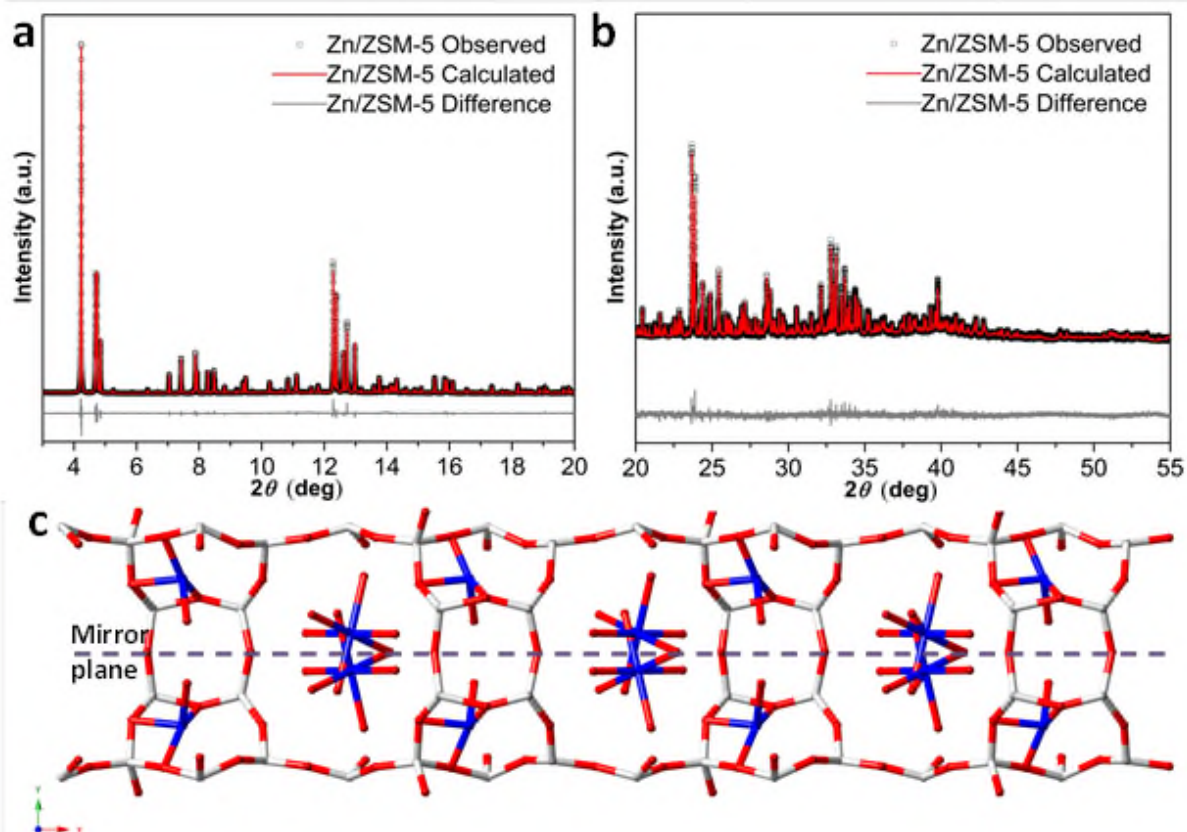 a
Zn/ZSM-5 Observed
Zn/ZSM-5 Calculated
Zn/ZSM-5 Difference
Intensity (a.u.)
4 6 8 10 12 14 16 18 20
2θ (deg)
b
Zn/ZSM-5 Observed
Zn/ZSM-5 Calculated
Zn/ZSM-5 Difference
Intensity (a.u.)
20 25 30 35 40 45 50 55
2θ (deg)
c
Mirror
plane
Y